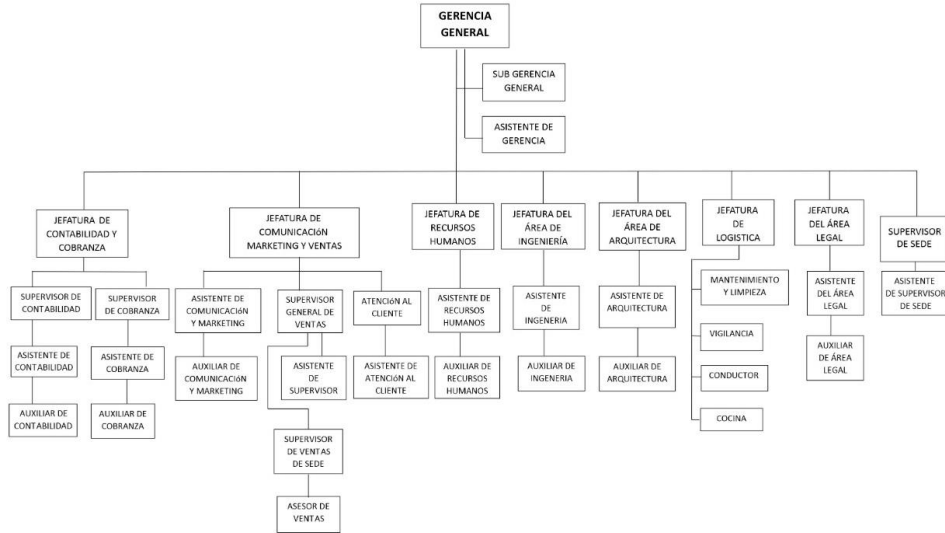 GERENCIA
GENERAL
SUB GERENCIA
GENERAL
ASISTENTE DE
GERENCIA
JEFATURA DE
CONTABILIDAD Y
COBRANZA
JEFATURA DE
COMUNICACIóN
MARKETING Y VENTAS
JEFATURA DE
RECURSOS
HUMANOS
JEFATURA DEL
ÁREA DE
INGENIERÍA
JEFATURA DEL
ÁREA DE
ARQUITECTURA
JEFATURA
DE
LOGISTICA
JEFATURA
DEL ÁREA
LEGAL
SUPERVISOR
DE SEDE
SUPERVISOR DE
CONTABILIDAD
SUPERVISOR
DE COBRANZA
ASISTENTE DE
COMUNICACIóN
Y MARKETING
SUPERVISOR
GENERAL DE
VENTAS
ATENCIóN AL
CLIENTE
ASISTENTE DE
RECURSOS
HUMANOS
ASISTENTE
DE
INGENERIA
ASISTENTE DE
ARQUITECTURA
MANTENIMIENTO
Y LIMPIEZA
ASISTENTE
DEL ÁREA
LEGAL
ASISTENTE
DE SUPERVISOR
DE SEDE
ASISTENTE DE
CONTABILIDAD
ASISTENTE DE
COBRANZA
AUXILIAR DE
COMUNICACIóN
Y MARKETING
ASISTENTE
DE
SUPERVISOR
ASISTENTE
DE ATENCIóN AL
CLIENTE
AUXILIAR DE
RECURSOS
HUMANOS
AUXILIAR DE
INGENERIA
AUXILIAR DE
ARQUITECTURA
VIGILANCIA
AUXILIAR
DE ÁREA
LEGAL
CONDUCTOR
AUXILIAR DE
CONTABILIDAD
AUXILIAR DE
COBRANZA
COCINA
SUPERVISOR
DE VENTAS
DE SEDE
ASESOR DE
VENTAS